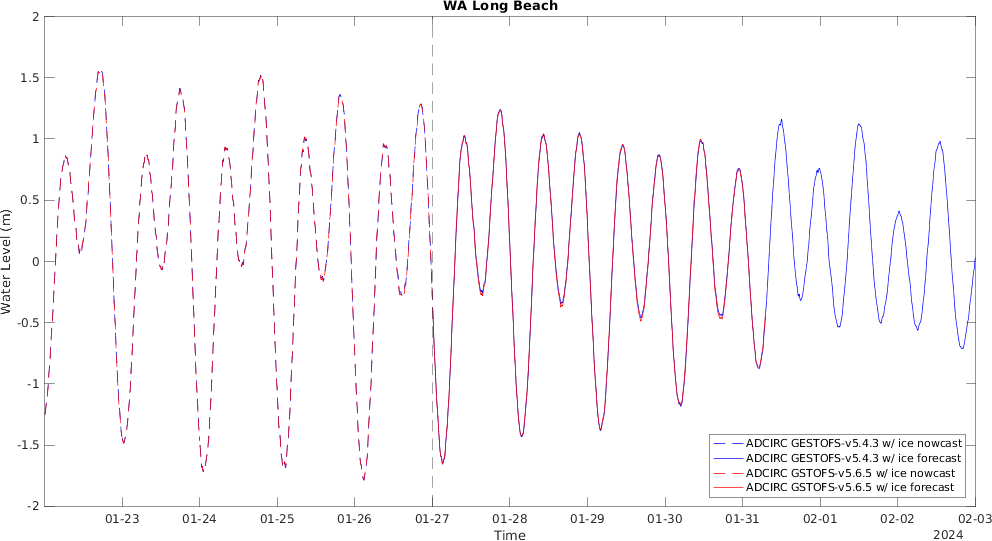 WA Long Beach
Water Level (m)
2
1.5
1
0.5
0
-0.5
-1
-1.5
-2
01-23 01-24 01-25 01-26 01-27 01-28 01-29 01-30 01-31 02-01 02-02 02-03
Time
2024
ADCIRC GESTOFS-v5.4.3 w/ ice nowcast
ADCIRC GESTOFS-v5.4.3 w/ ice forecast
ADCIRC GSTOFS-v5.6.5 w/ ice nowcast
ADCIRC GSTOFS-v5.6.5 w/ ice forecast